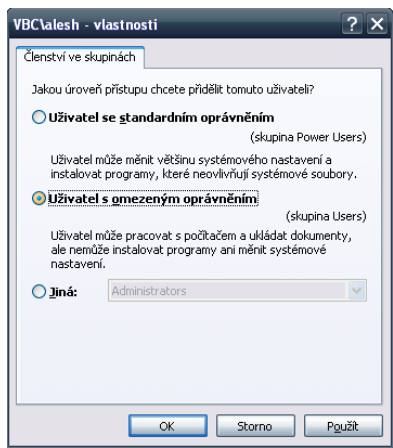 VBC\alesh - vlastnosti
Členství ve skupinách
Jakou úroveň přístupu chcete přidělit tomuto uživateli?
Uživatel se standardním oprávněním
(skupina Power Users)
Uživatel může měnit většinu systémového nastavení a
instalovat programy, které neovlivňují systémové soubory.
Uživatel s omezeným oprávněním
(skupina Users)
Uživatel může pracovat s počítačem a ukládat dokumenty,
ale nemůže instalovat programy ani měnit systémové
nastavení.
Jiná: Administrators
OK Storno Použít